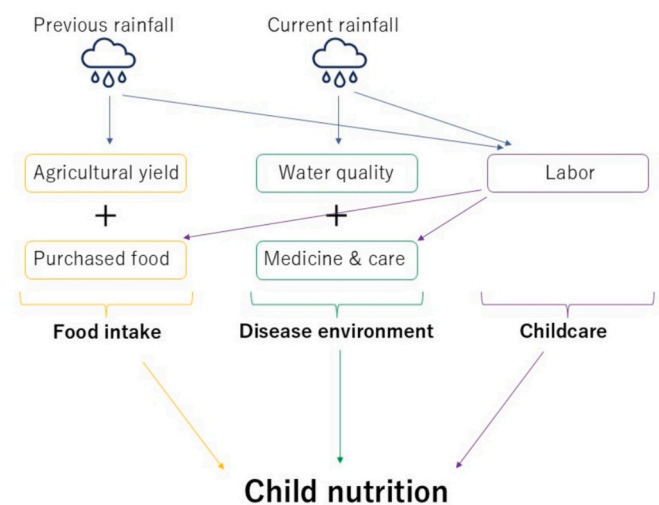 Previous rainfall
Current rainfall
Agricultural yield
Water quality
Labor
+
+
Purchased food
Medicine & care
Food intake
Disease environment
Childcare
Child nutrition